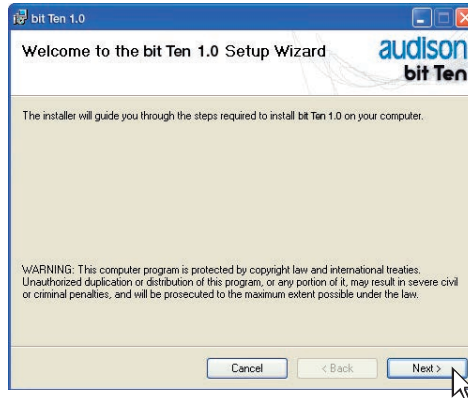 bit Ten 1.0
Welcome to the bit Ten 1.0 Setup Wizard
audison
bit Ten
The installer will guide you through the steps required to install bit Ten 1.0 on your computer.
WARNING: This computer program is protected by copyright law and international treaties.
Unauthorized duplication or distribution of this program, or any portion of it, may result in severe civil
or criminal penalties, and will be prosecuted to the maximum extent possible under the law.
Cancel
< Back
Next >